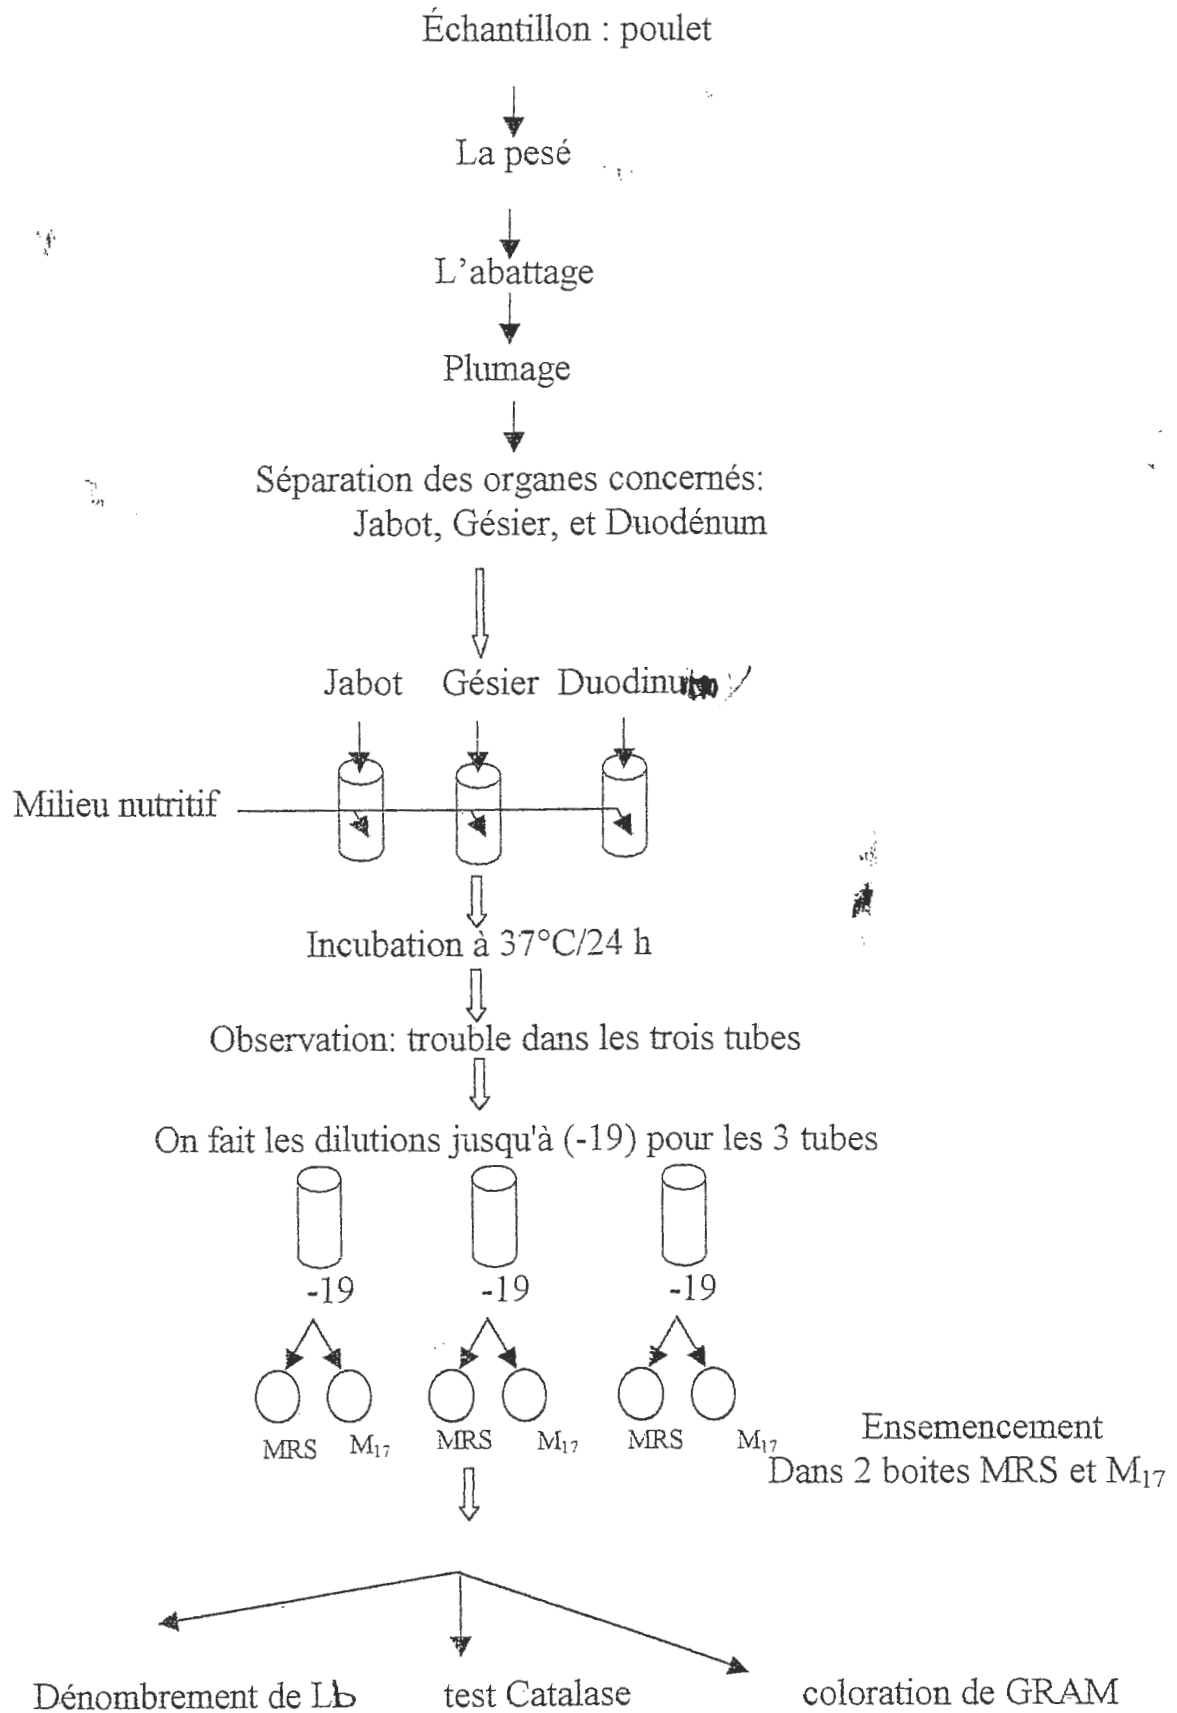 Échantillon : poulet
La pesé
L'abattage
Plumage
Séparation des organes concernés:
Jabot, Gésier, et Duodénum
Jabot Gésier Duodinum
Milieu nutritif
Incubation à 37°C/24 h
Observation: trouble dans les trois tubes
On fait les dilutions jusqu'à (-19) pour les 3 tubes
-19 -19 -19
MRS M17 MRS M17 MRS M17
Ensemencement
Dans 2 boites MRS et M17
Dénombrement de Lb test Catalase coloration de GRAM